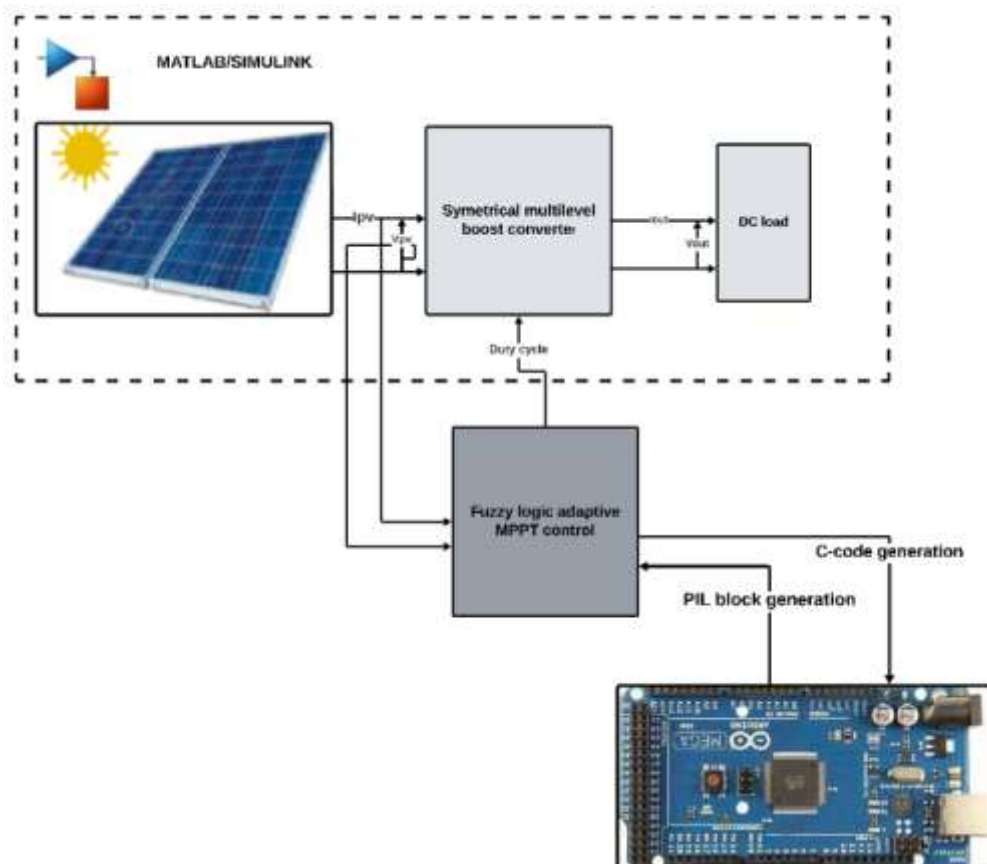 MATLAB/SIMULINK
Ipv
Vpv
Symetrical multilevel
boost converter
Vout
DC load
Duty cycle
Fuzzy logic adaptive
MPPT control
C-code generation
PIL block generation
ARDUINO
MEGA